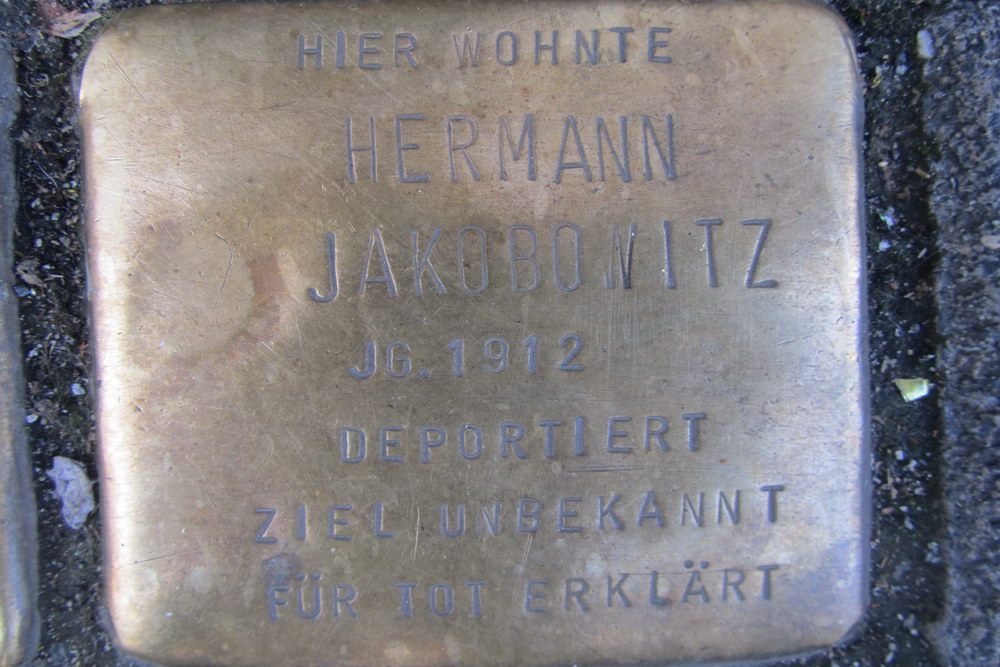 HIER WOHNTE
HERMANN
JAKOBOWITZ
JG. 1912
DEPORTIERT
ZIEL UNBEKANNT
FÜR TOT ERKLÄRT